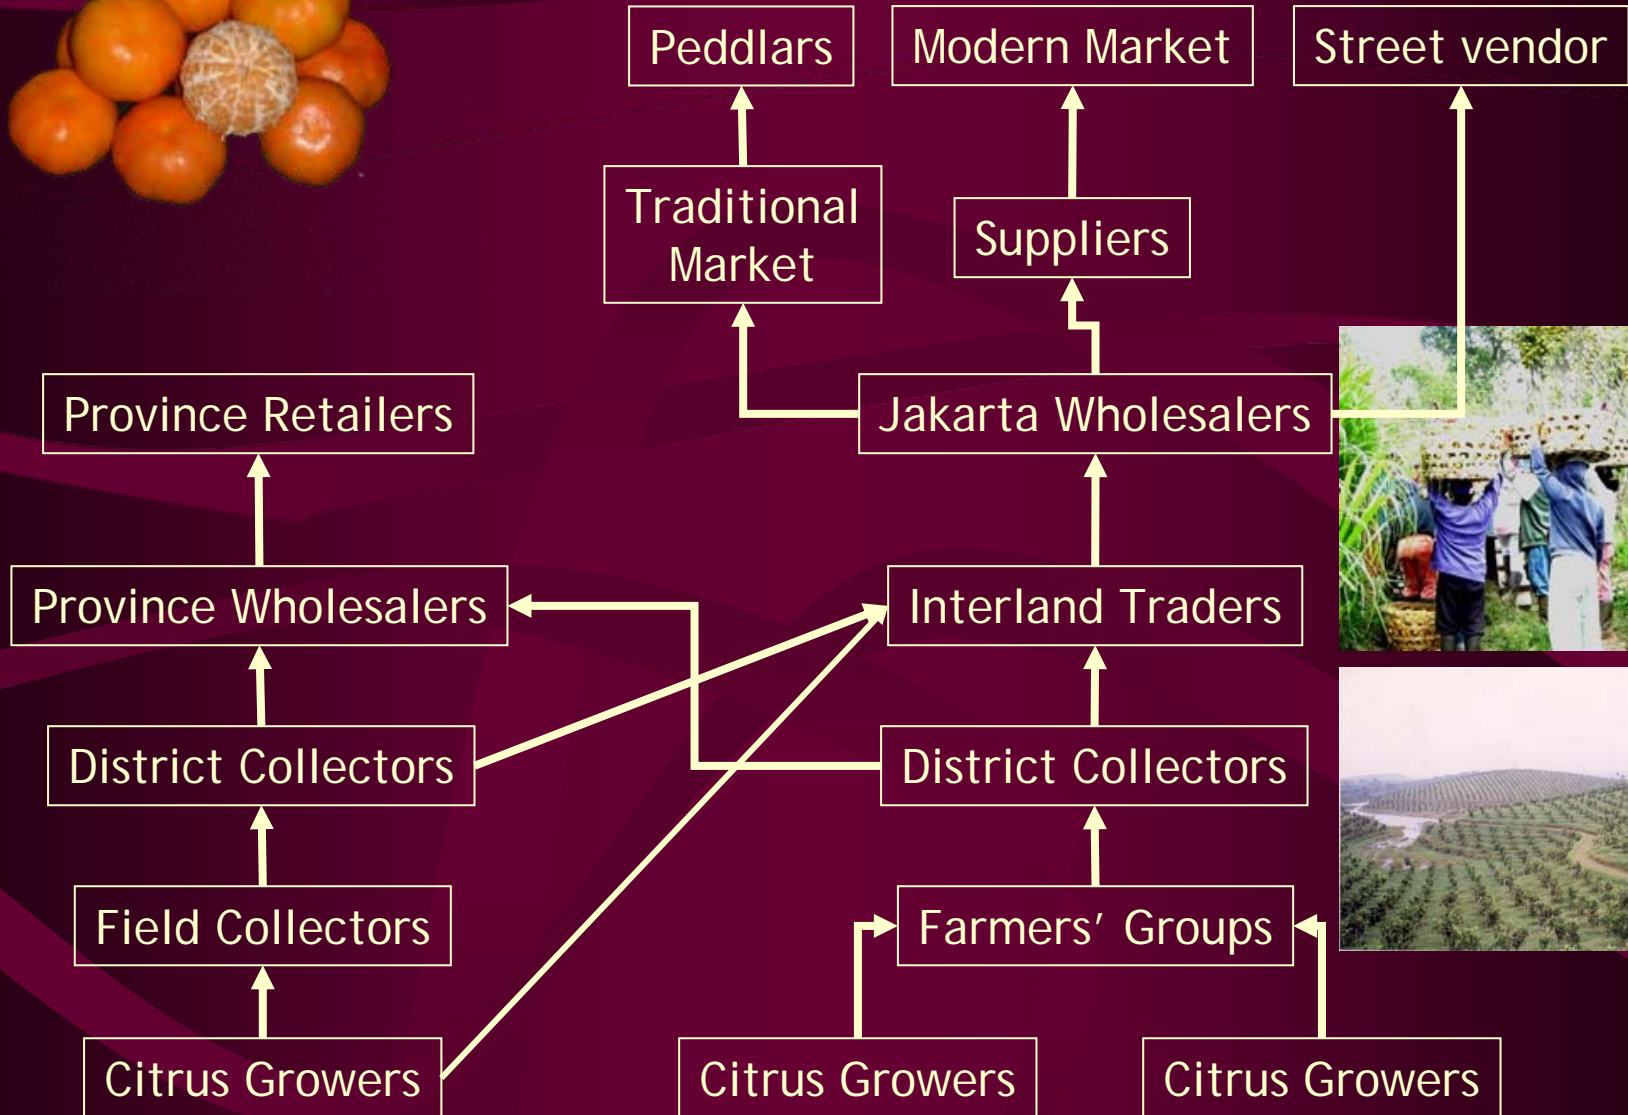 Peddlars
Modern Market
Street vendor
Traditional
Market
Suppliers
Province Retailers
Jakarta Wholesalers
Province Wholesalers
Interland Traders
District Collectors
District Collectors
Field Collectors
Farmers’ Groups
Citrus Growers
Citrus Growers
Citrus Growers